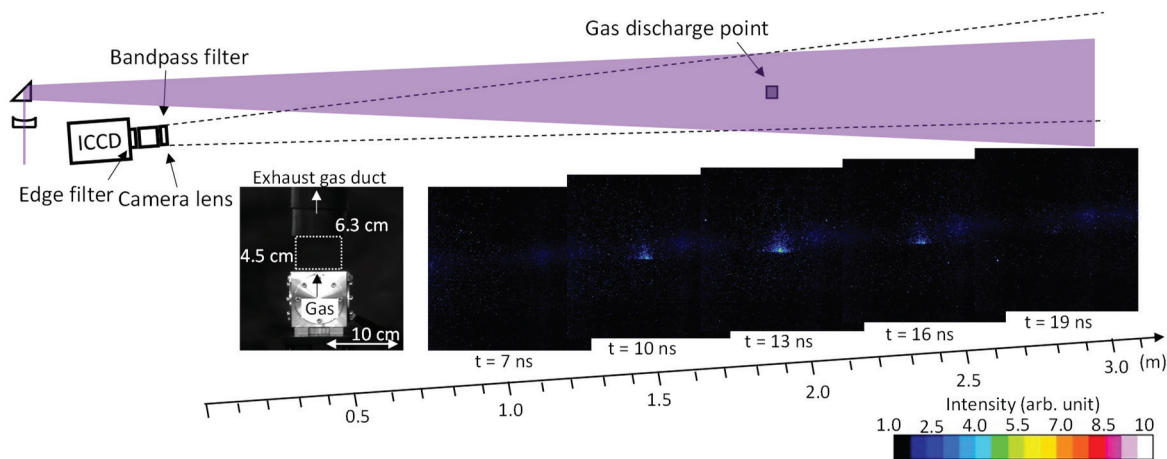 Gas discharge point
Bandpass filter
ICCD
Edge filter
Camera lens
Exhaust gas duct
6.3 cm
4.5 cm
Gas
10 cm
t = 7 ns
t = 10 ns
t = 13 ns
t = 16 ns
t = 19 ns
0.5
1.0
1.5
2.0
2.5
3.0
(m)
Intensity (arb. unit)
1.0 2.5 4.0 5.5 7.0 8.5 10